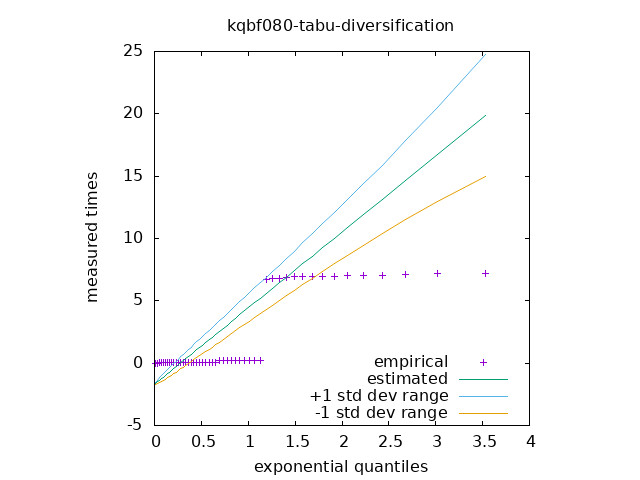 kqbf080-tabu-diversification
25
20
15
10
5
0
-5
measured times
empirical
estimated
+1 std dev range
-1 std dev range
0 0.5 1 1.5 2 2.5 3 3.5 4
exponential quantiles